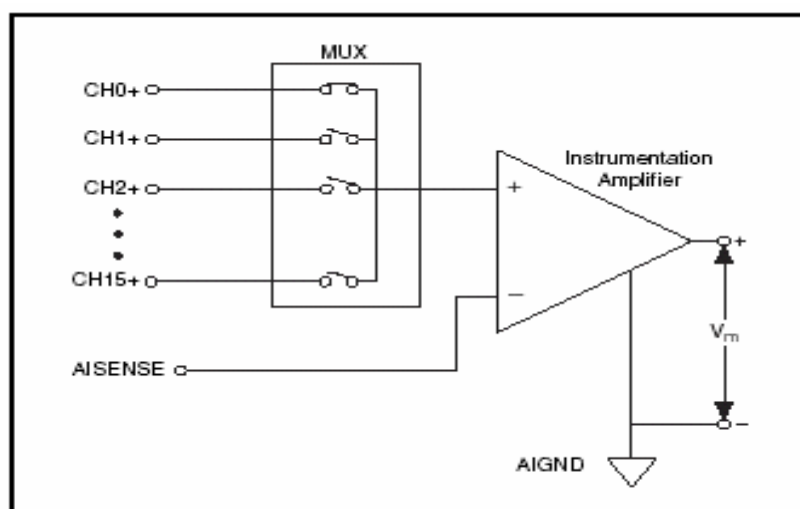 MUX
CH0+
CH1+
CH2+
CH15+
Instrumentation
Amplifier
+
−
+
Vm
−
AISENSE
AIGND